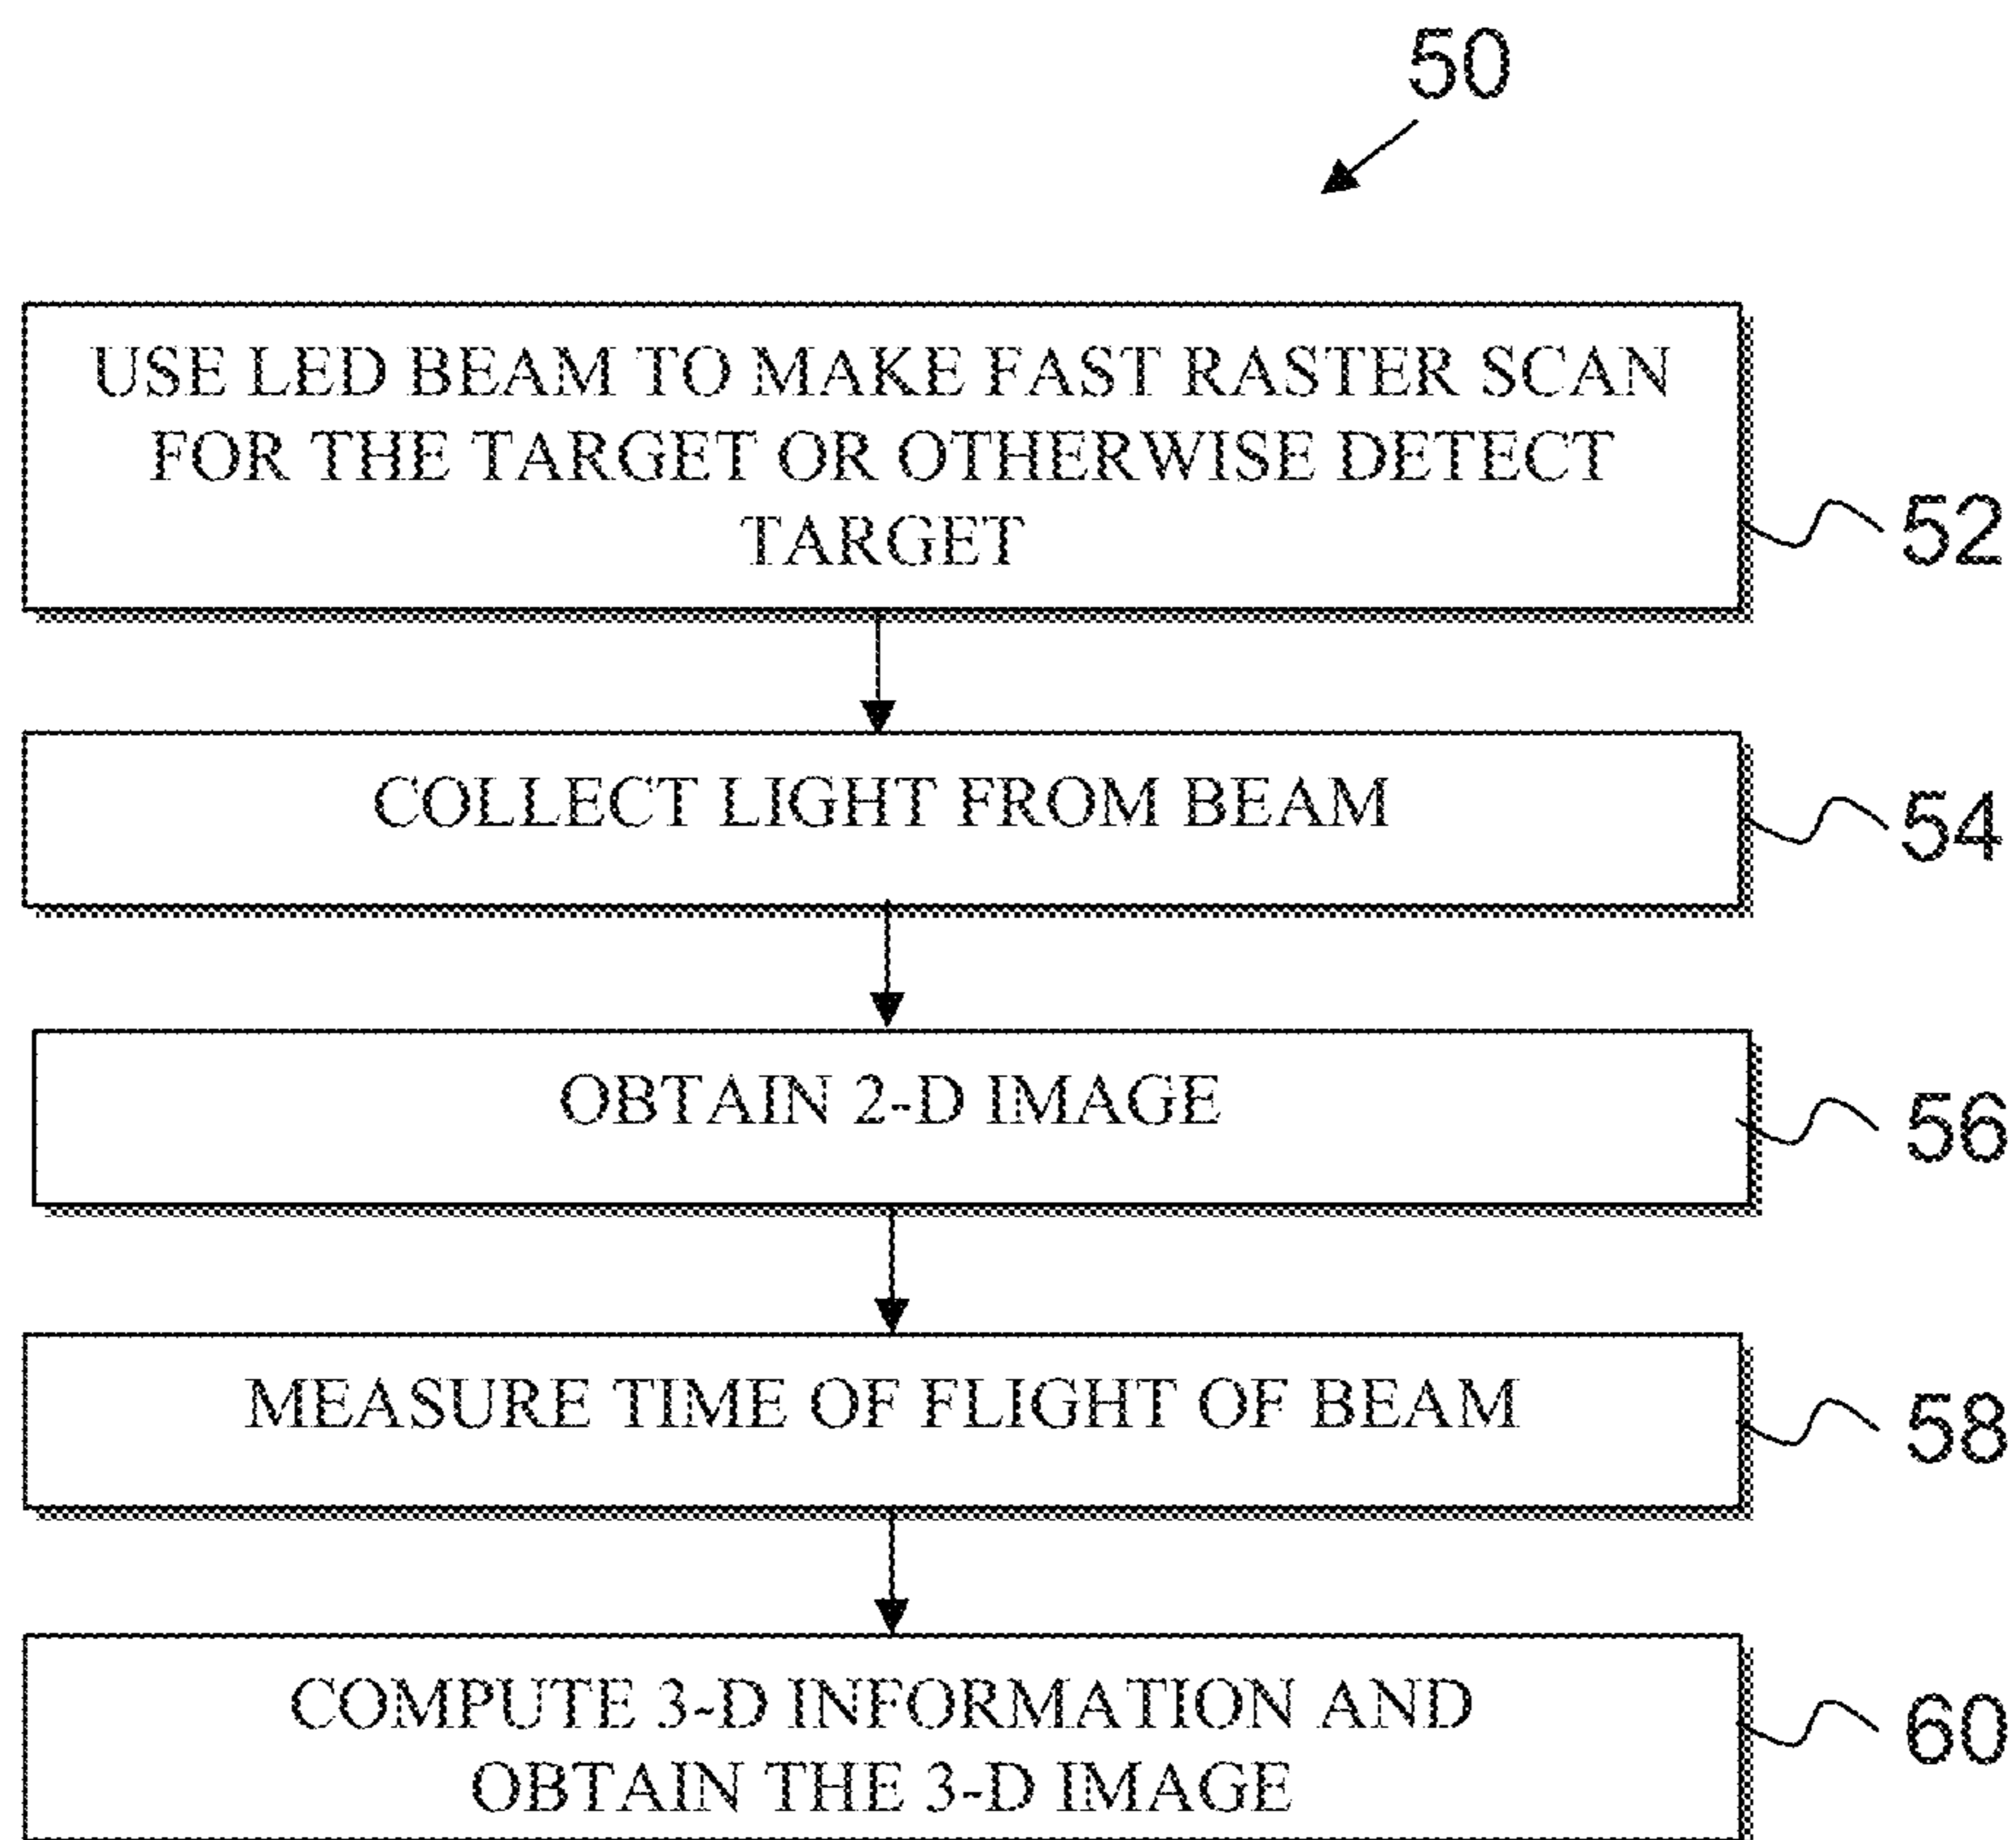 50
USE LED BEAM TO MAKE FAST RASTER SCAN
FOR THE TARGET OR OTHERWISE DETECT
TARGET
52
COLLECT LIGHT FROM BEAM
54
OBTAIN 2-D IMAGE
56
MEASURE TIME OF FLIGHT OF BEAM
58
COMPUTE 3-D INFORMATION AND
OBTAIN THE 3-D IMAGE
60